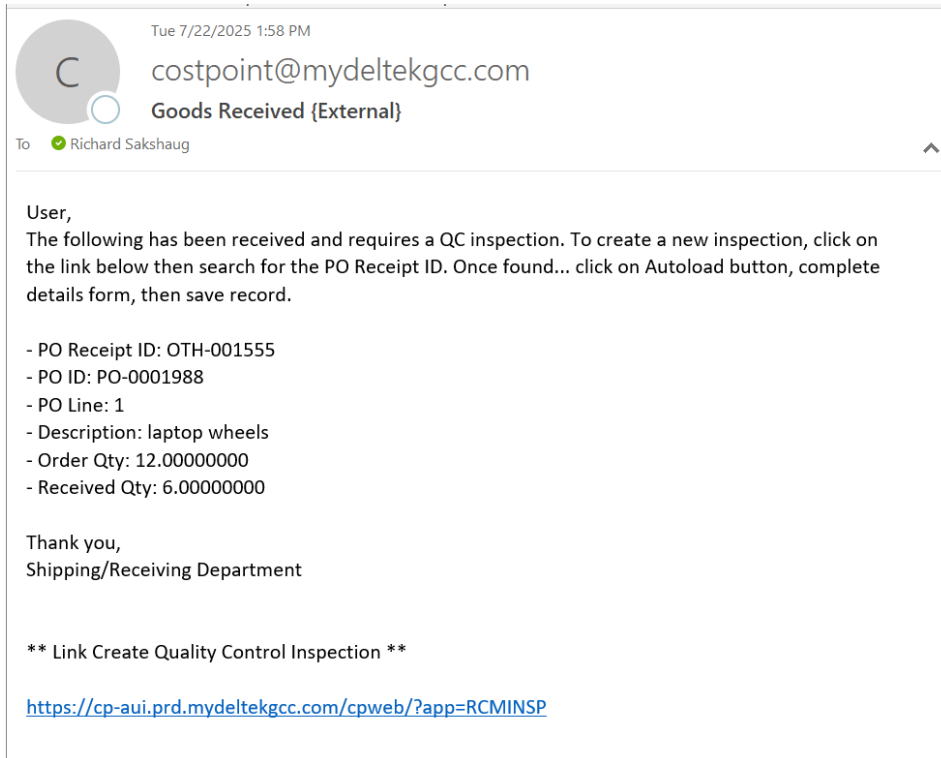 Tue 7/22/2025 1:58 PM
C
costpoint@mydeltekgcc.com
Goods Received {External}
To Richard Sakshaug
User,
The following has been received and requires a QC inspection. To create a new inspection, click on
the link below then search for the PO Receipt ID. Once found... click on Autoload button, complete
details form, then save record.
- PO Receipt ID: OTH-001555
- PO ID: PO-0001988
- PO Line: 1
- Description: laptop wheels
- Order Qty: 12.00000000
- Received Qty: 6.00000000
Thank you,
Shipping/Receiving Department
** Link Create Quality Control Inspection **
https://cp-aui.prd.mydeltekgcc.com/cpweb/?app=RCMINSP